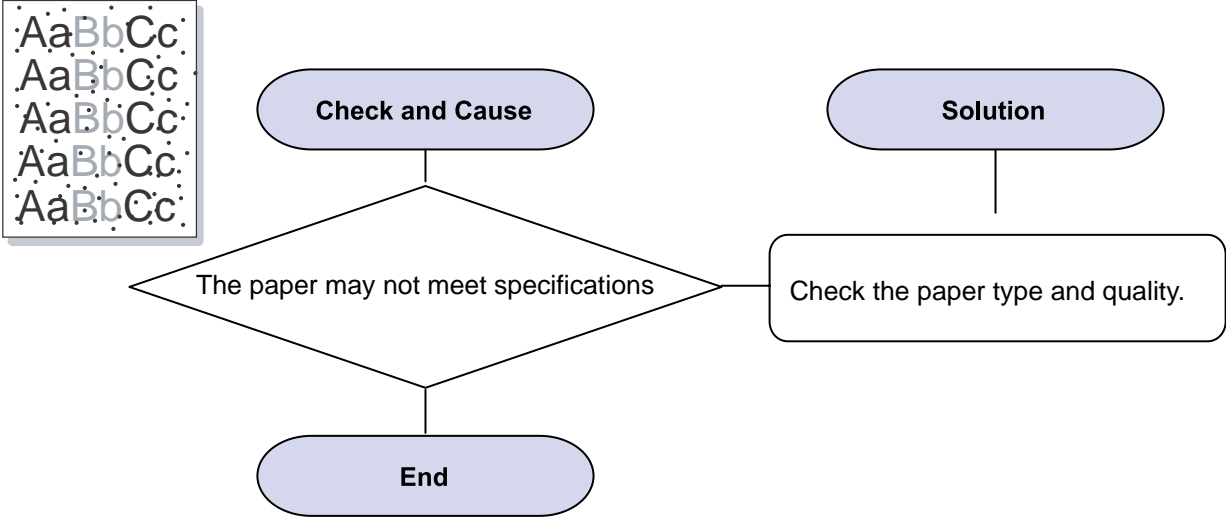 AaBbCc
AaBbCc
AaBbCc
AaBbCc
AaBbCc
Check and Cause
Solution
The paper may not meet specifications
Check the paper type and quality.
End